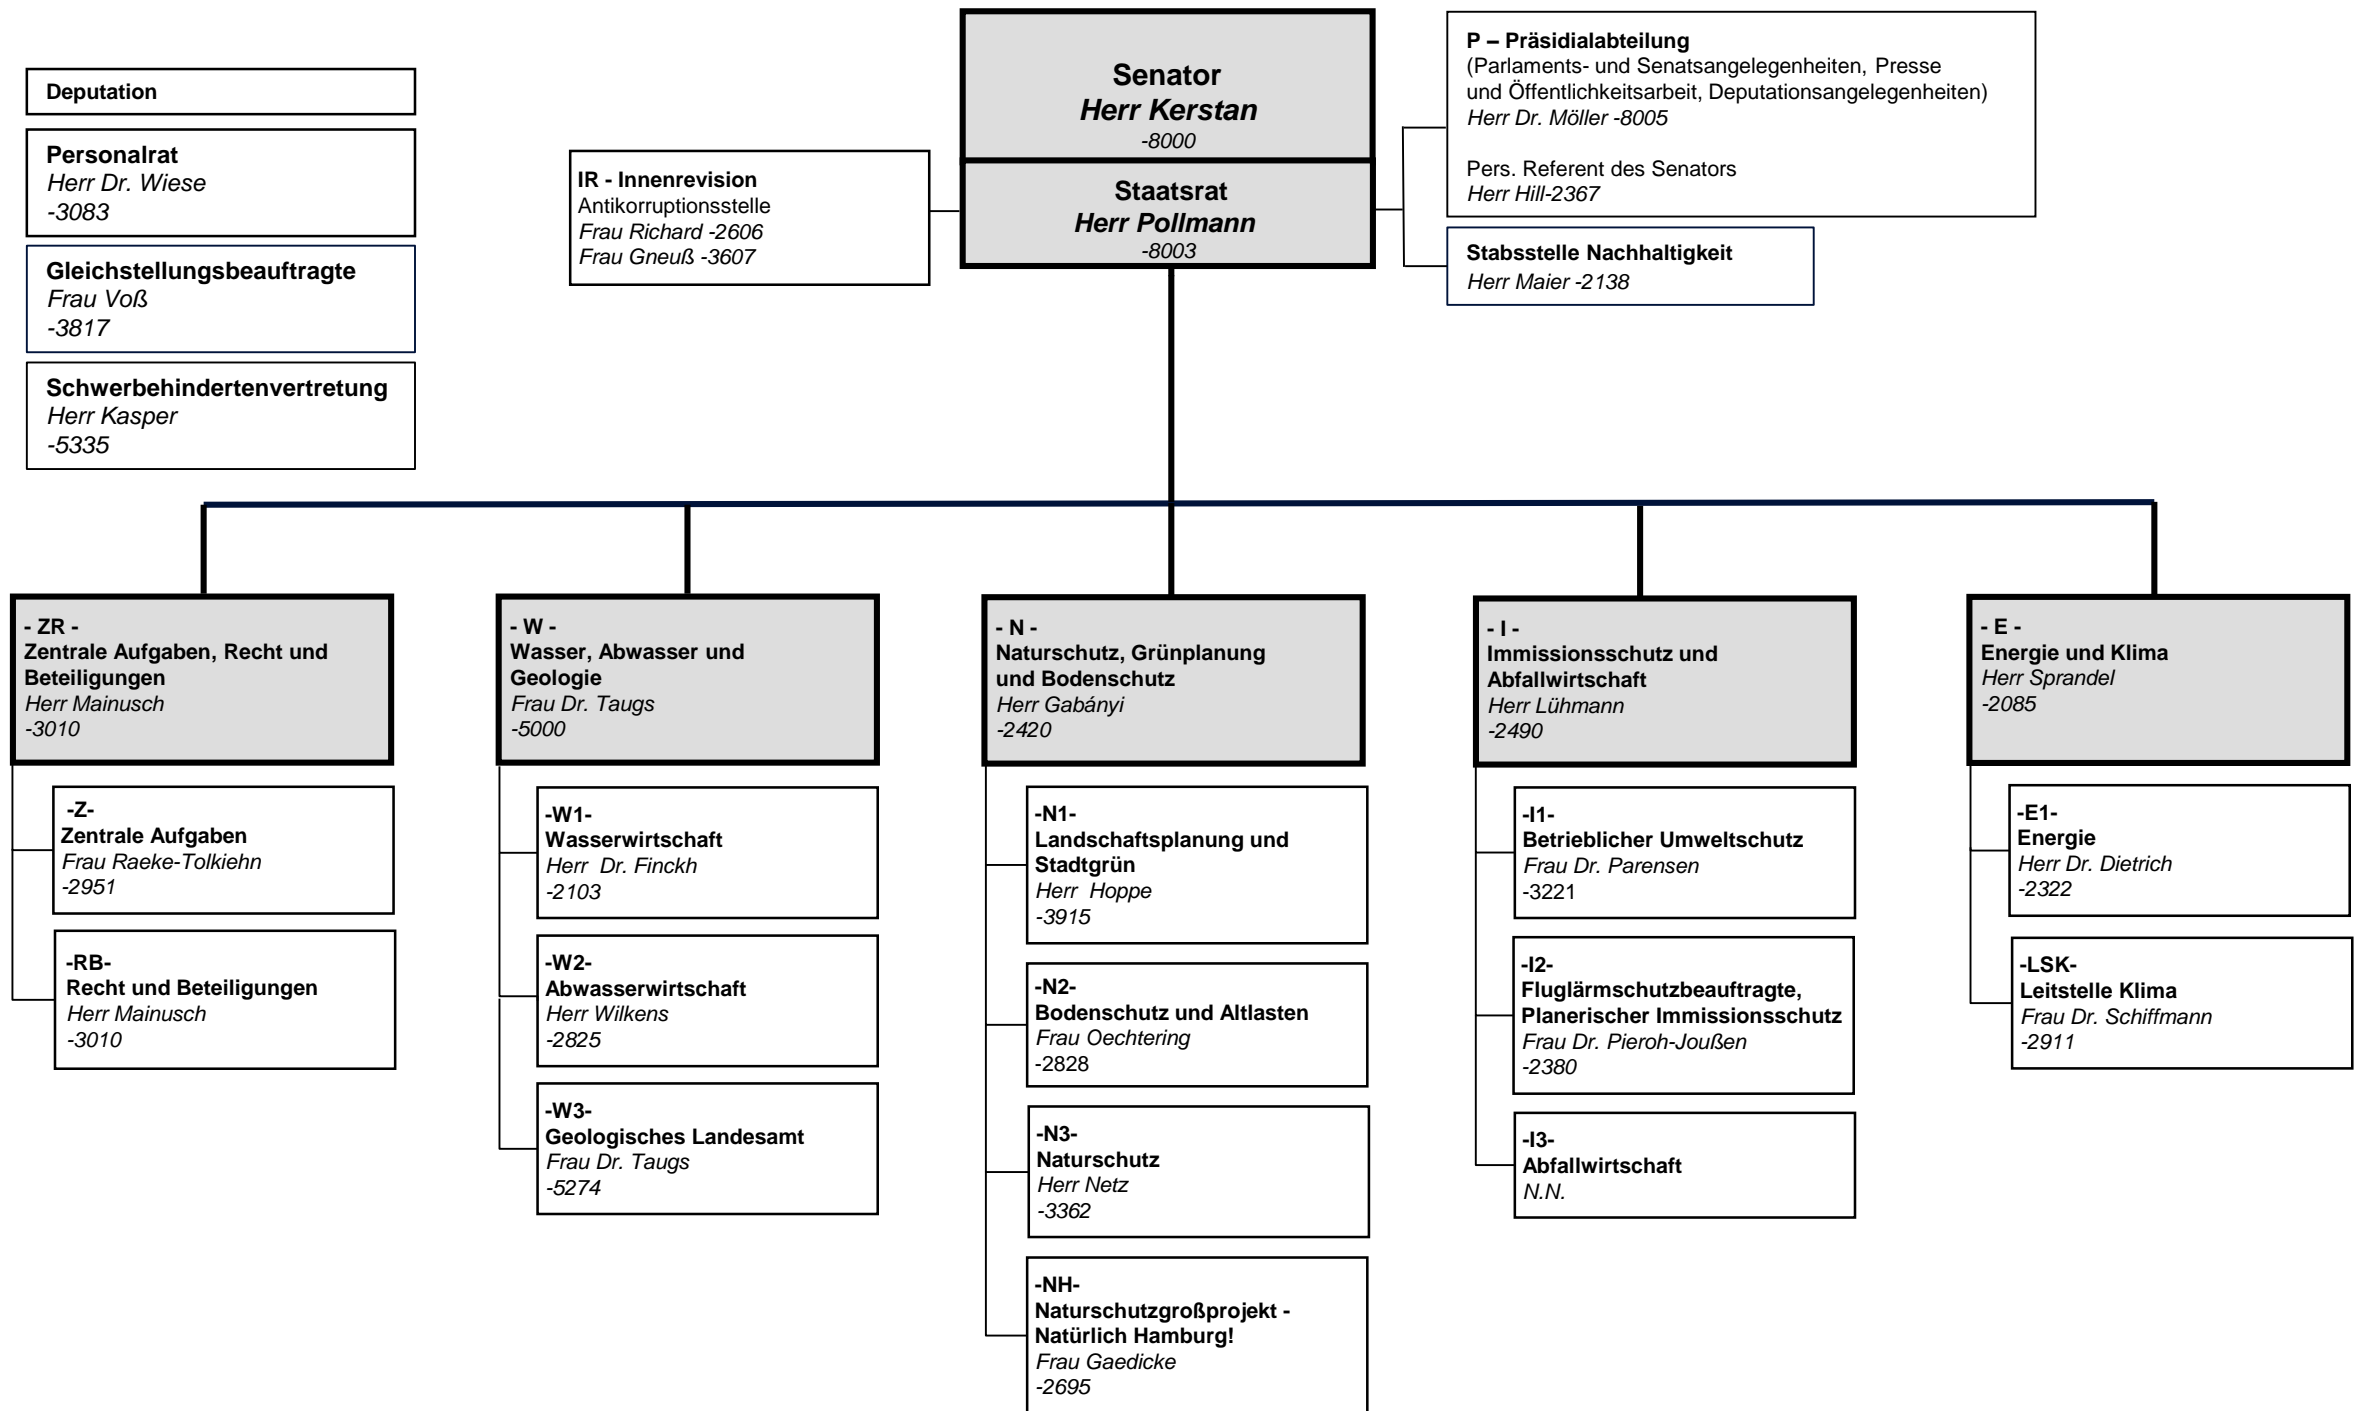 Deputation
Personalrat
Herr Dr. Wiese
-3083
Gleichstellungsbeauftragte
Frau Voß
-3817
Schwerbehindertenvertretung
Herr Kasper
-5335
IR - Innenrevision
Antikorruptionsstelle
Frau Richard -2606
Frau Gneuß -3607
Senator
Herr Kerstan
-8000
Staatsrat
Herr Pollmann
-8003
P – Präsidialabteilung
(Parlaments- und Senatsangelegenheiten, Presse
und Öffentlichkeitsarbeit, Deputationsangelegenheiten)
Herr Dr. Möller -8005
Pers. Referent des Senators
Herr Hill-2367
Stabsstelle Nachhaltigkeit
Herr Maier -2138
- ZR -
Zentrale Aufgaben, Recht und
Beteiligungen
Herr Mainusch
-3010
-Z-
Zentrale Aufgaben
Frau Raeke-Tolkiehn
-2951
-RB-
Recht und Beteiligungen
Herr Mainusch
-3010
- W -
Wasser, Abwasser und
Geologie
Frau Dr. Taugs
-5000
-W1-
Wasserwirtschaft
Herr  Dr. Finckh
-2103
-W2-
Abwasserwirtschaft
Herr Wilkens
-2825
-W3-
Geologisches Landesamt
Frau Dr. Taugs
-5274
- N -
Naturschutz, Grünplanung
und Bodenschutz
Herr Gabányi
-2420
-N1-
Landschaftsplanung und
Stadtgrün
Herr  Hoppe
-3915
-N2-
Bodenschutz und Altlasten
Frau Oechtering
-2828
-N3-
Naturschutz
Herr Netz
-3362
-NH-
Naturschutzgroßprojekt -
Natürlich Hamburg!
Frau Gaedicke
-2695
- I -
Immissionsschutz und
Abfallwirtschaft
Herr Lühmann
-2490
-I1-
Betrieblicher Umweltschutz
Frau Dr. Parensen
-3221
-I2-
Fluglärmschutzbeauftragte,
Planerischer Immissionsschutz
Frau Dr. Pieroh-Joußen
-2380
-I3-
Abfallwirtschaft
N.N.
- E -
Energie und Klima
Herr Sprandel
-2085
-E1-
Energie
Herr Dr. Dietrich
-2322
-LSK-
Leitstelle Klima
Frau Dr. Schiffmann
-2911